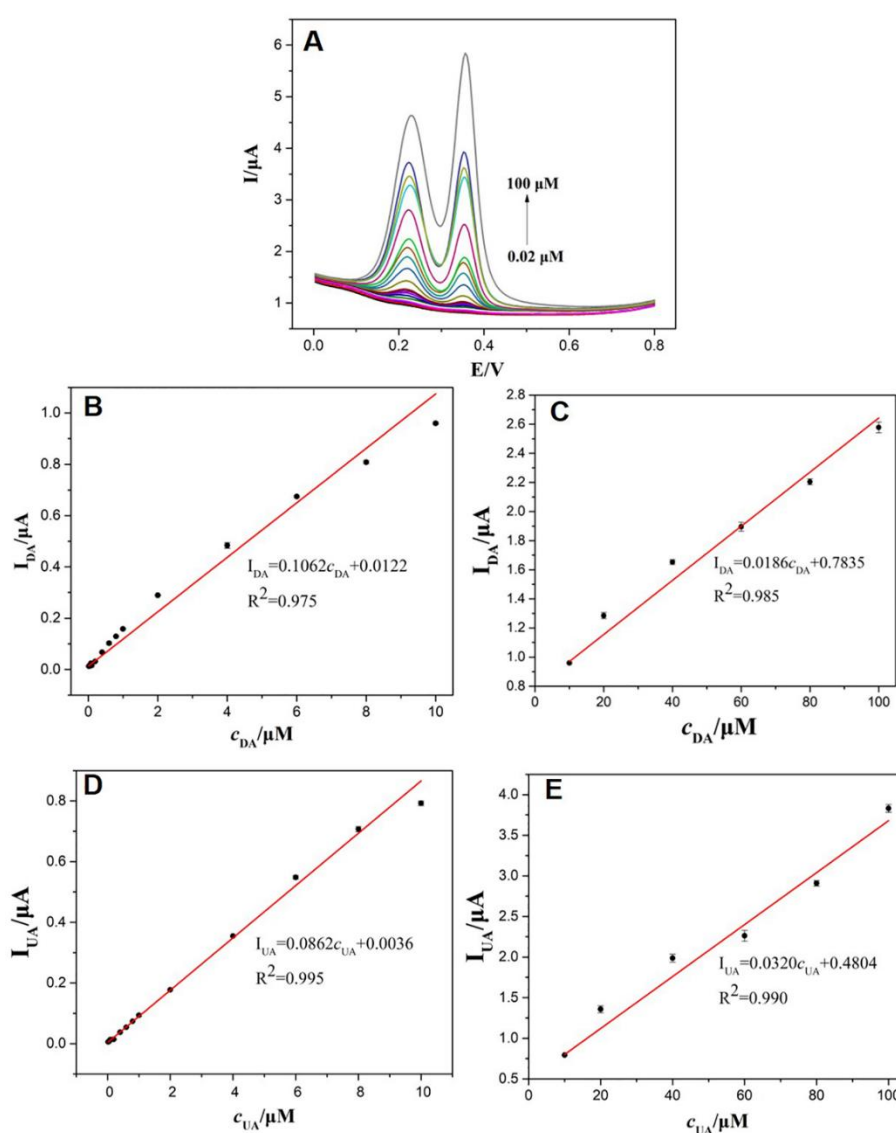 A
I/μA
6
5
4
3
2
1
100 μM
0.02 μM
0.0 0.2 0.4 0.6 0.8
E/V
B
I_DA/μA
1.0
0.8
0.6
0.4
0.2
0.0
I_DA=0.1062c_DA+0.0122
R²=0.975
0 2 4 6 8 10
c_DA/μM
C
I_DA/μA
2.8
2.6
2.4
2.2
2.0
1.8
1.6
1.4
1.2
1.0
0.8
I_DA=0.0186c_DA+0.7835
R²=0.985
0 20 40 60 80 100
c_DA/μM
D
I_UA/μA
0.8
0.6
0.4
0.2
0.0
I_UA=0.0862c_UA+0.0036
R²=0.995
0 2 4 6 8 10
c_UA/μM
E
I_UA/μA
4.0
3.5
3.0
2.5
2.0
1.5
1.0
0.5
I_UA=0.0320c_UA+0.4804
R²=0.990
0 20 40 60 80 100
c_UA/μM